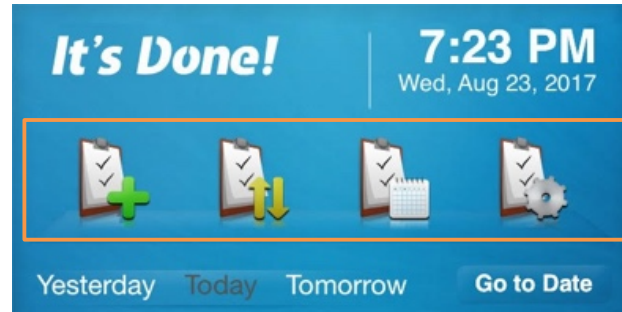 It's Done!
7:23 PM
Wed, Aug 23, 2017
Yesterday Today Tomorrow Go to Date